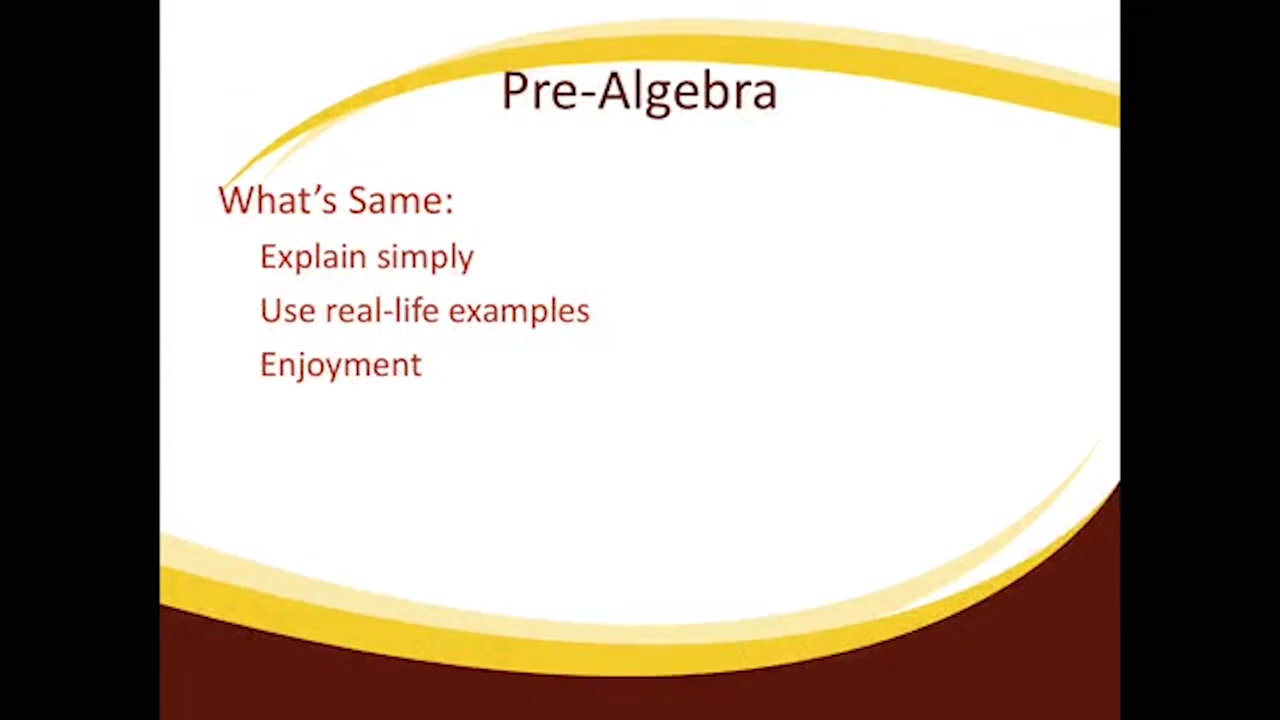 Pre-Algebra
What’s Same:
Explain simply
Use real-life examples
Enjoyment